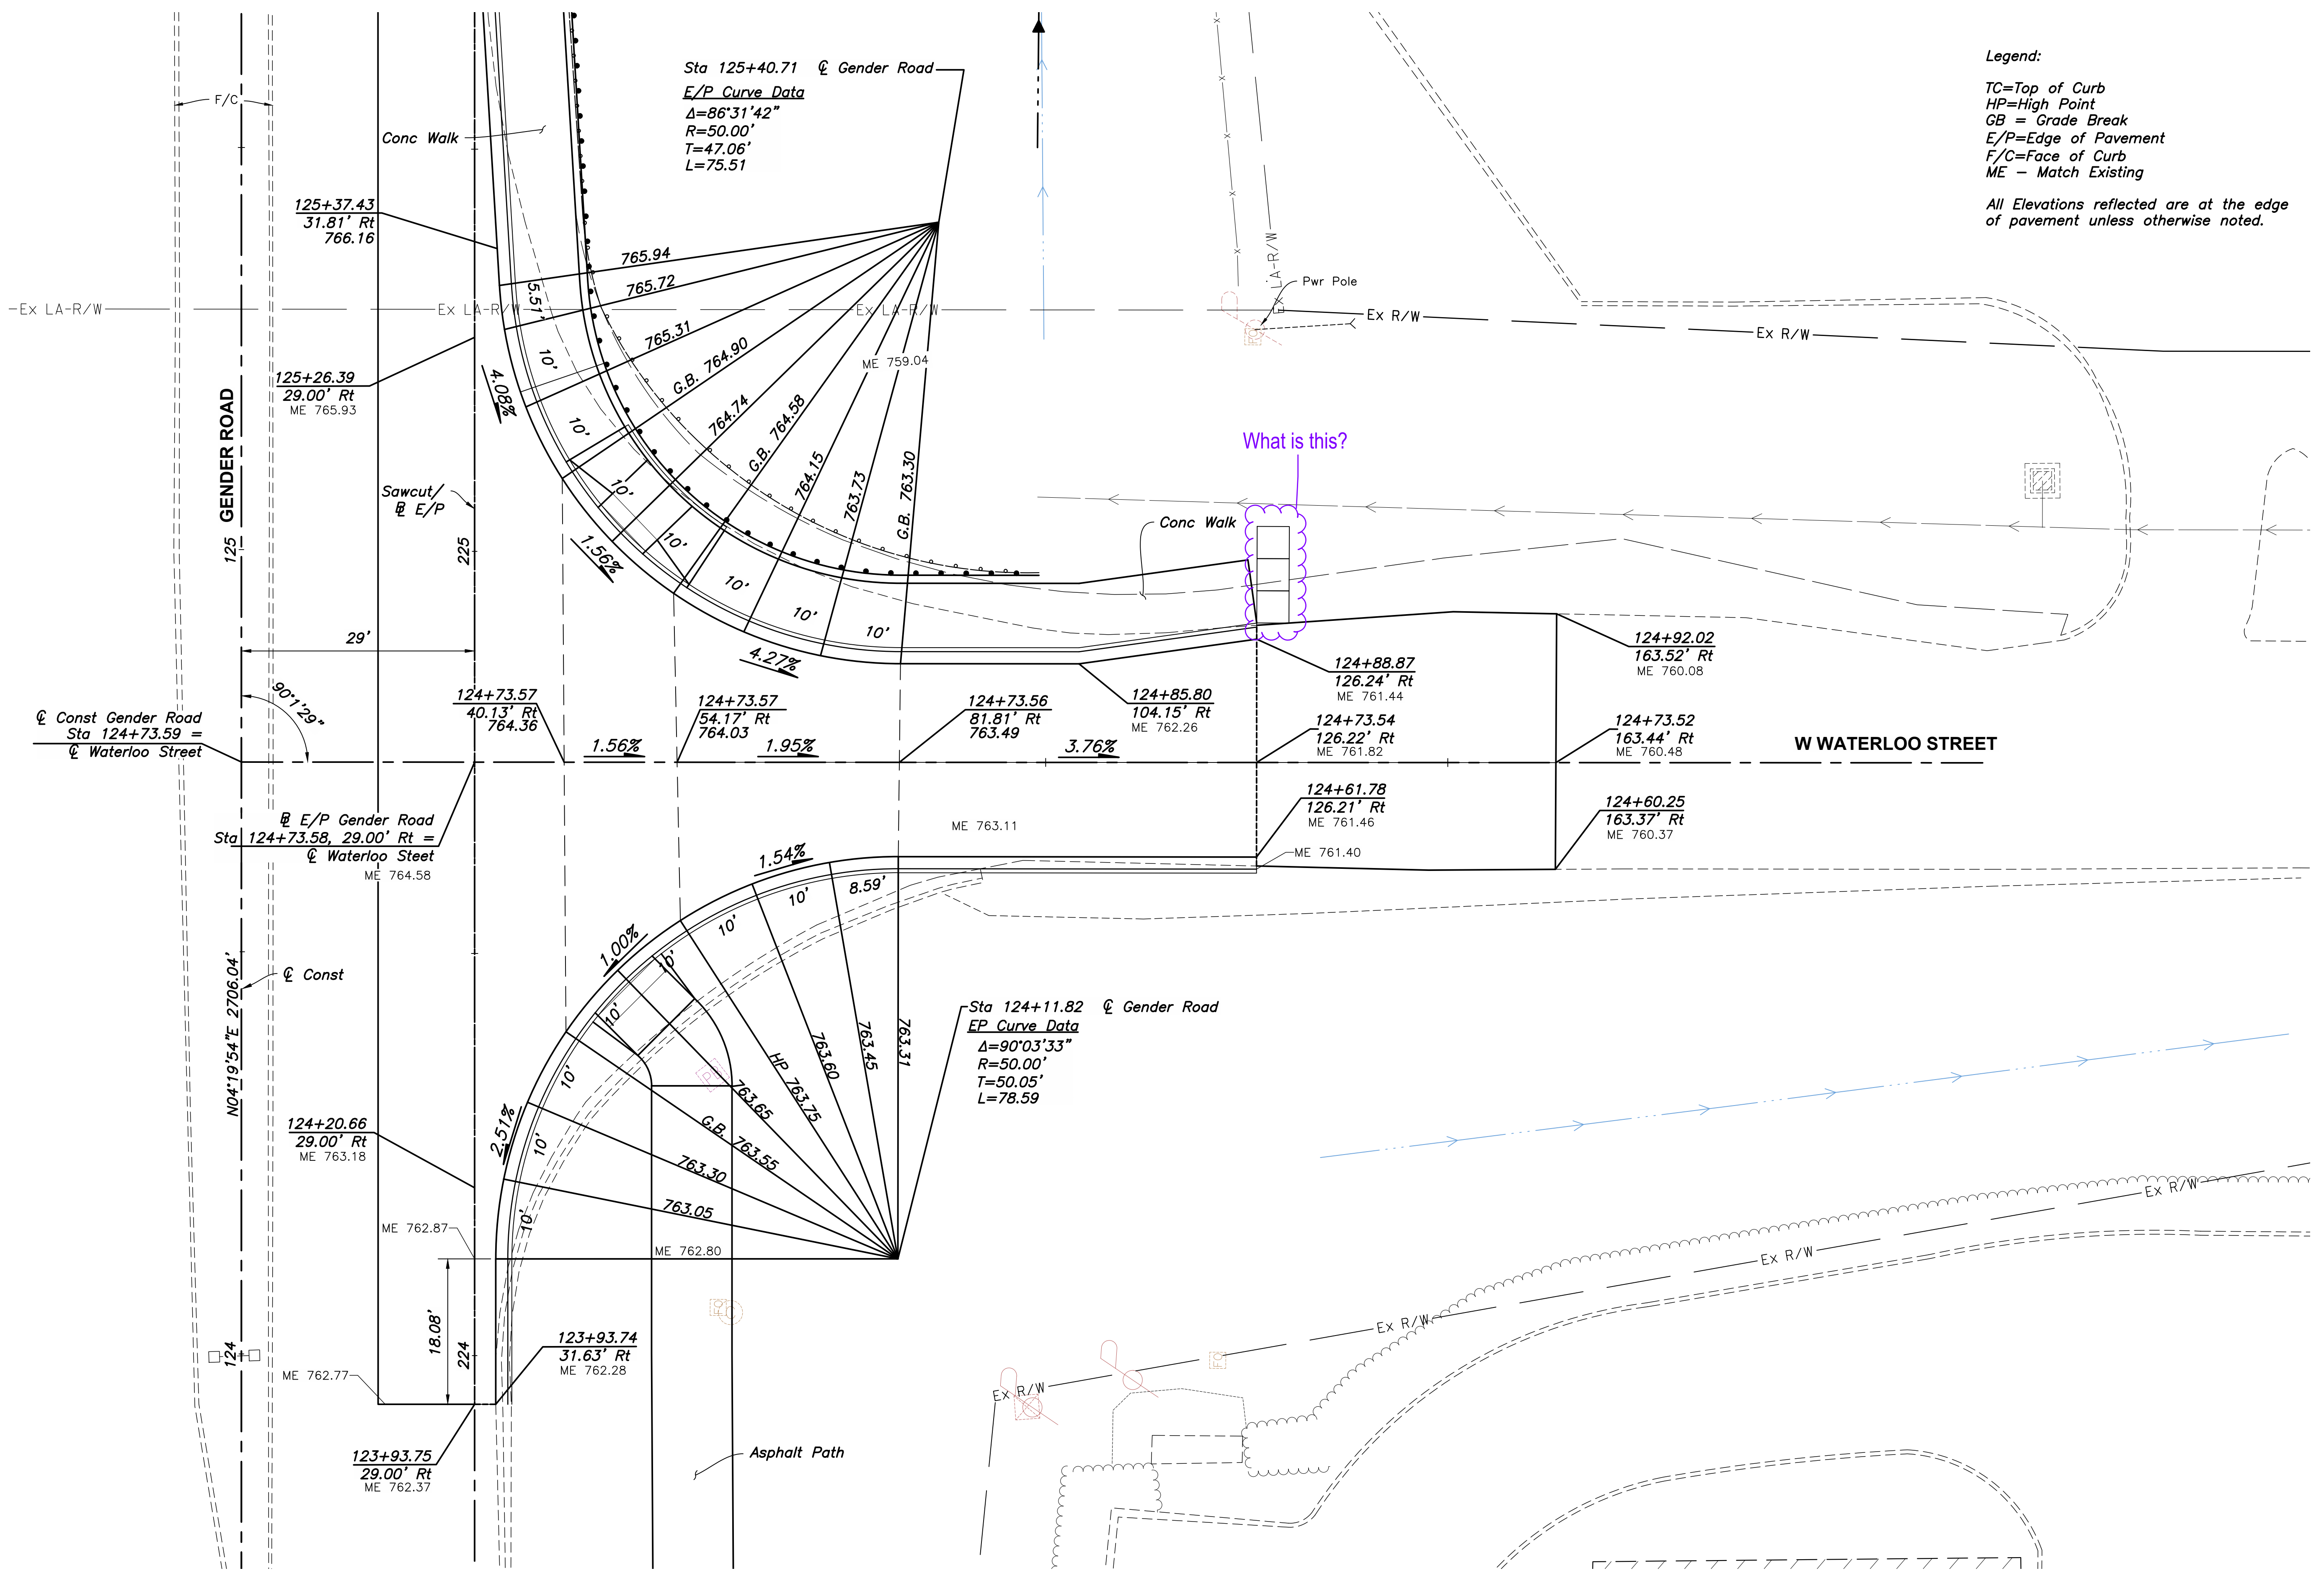 Legend:
TC=Top of Curb
HP=High Point
GB = Grade Break
E/P=Edge of Pavement
F/C=Face of Curb
ME – Match Existing
All Elevations reflected are at the edge
of pavement unless otherwise noted.
Sta 125+40.71 ℄ Gender Road
E/P Curve Data
Δ=86°31'42"
R=50.00'
T=47.06'
L=75.51
F/C
Conc Walk
125+37.43
31.81' Rt
766.16
765.94
765.72
765.31
G.B. 764.90
764.74
G.B. 764.58
764.15
763.73
G.B. 763.30
ME 759.04
Ex LA-R/W
Ex LA-R/W
Ex LA-R/W
Ex LA-R/W
Pwr Pole
Ex R/W
Ex R/W
5.51'
10'
10'
10'
10'
10'
10'
10'
4.08%
1.56%
4.27%
125+26.39
29.00' Rt
ME 765.93
GENDER ROAD
125
225
Sawcut/
E/P
What is this?
Conc Walk
29'
90°1'29"
℄ Const Gender Road
Sta 124+73.59 =
℄ Waterloo Street
124+73.57
40.13' Rt
764.36
124+73.57
54.17' Rt
764.03
124+73.56
81.81' Rt
763.49
124+85.80
104.15' Rt
ME 762.26
124+88.87
126.24' Rt
ME 761.44
124+92.02
163.52' Rt
ME 760.08
124+73.54
126.22' Rt
ME 761.82
124+73.52
163.44' Rt
ME 760.48
1.56%
1.95%
3.76%
W WATERLOO STREET
E/P Gender Road
Sta 124+73.58, 29.00' Rt =
℄ Waterloo Steet
ME 764.58
ME 763.11
124+61.78
126.21' Rt
ME 761.46
ME 761.40
124+60.25
163.37' Rt
ME 760.37
1.54%
1.00%
2.51%
8.59'
10'
10'
10'
10'
10'
10'
10'
N04°19'54"E 2706.04'
℄ Const
Sta 124+11.82 ℄ Gender Road
EP Curve Data
Δ=90°03'33"
R=50.00'
T=50.05'
L=78.59
763.31
763.45
763.60
HP 763.75
763.65
G.B. 763.55
763.30
763.05
ME 762.80
124+20.66
29.00' Rt
ME 763.18
ME 762.87
18.08'
124
224
ME 762.77
123+93.74
31.63' Rt
ME 762.28
123+93.75
29.00' Rt
ME 762.37
Asphalt Path
FO
FO
Ex R/W
Ex R/W
Ex R/W
Ex R/W